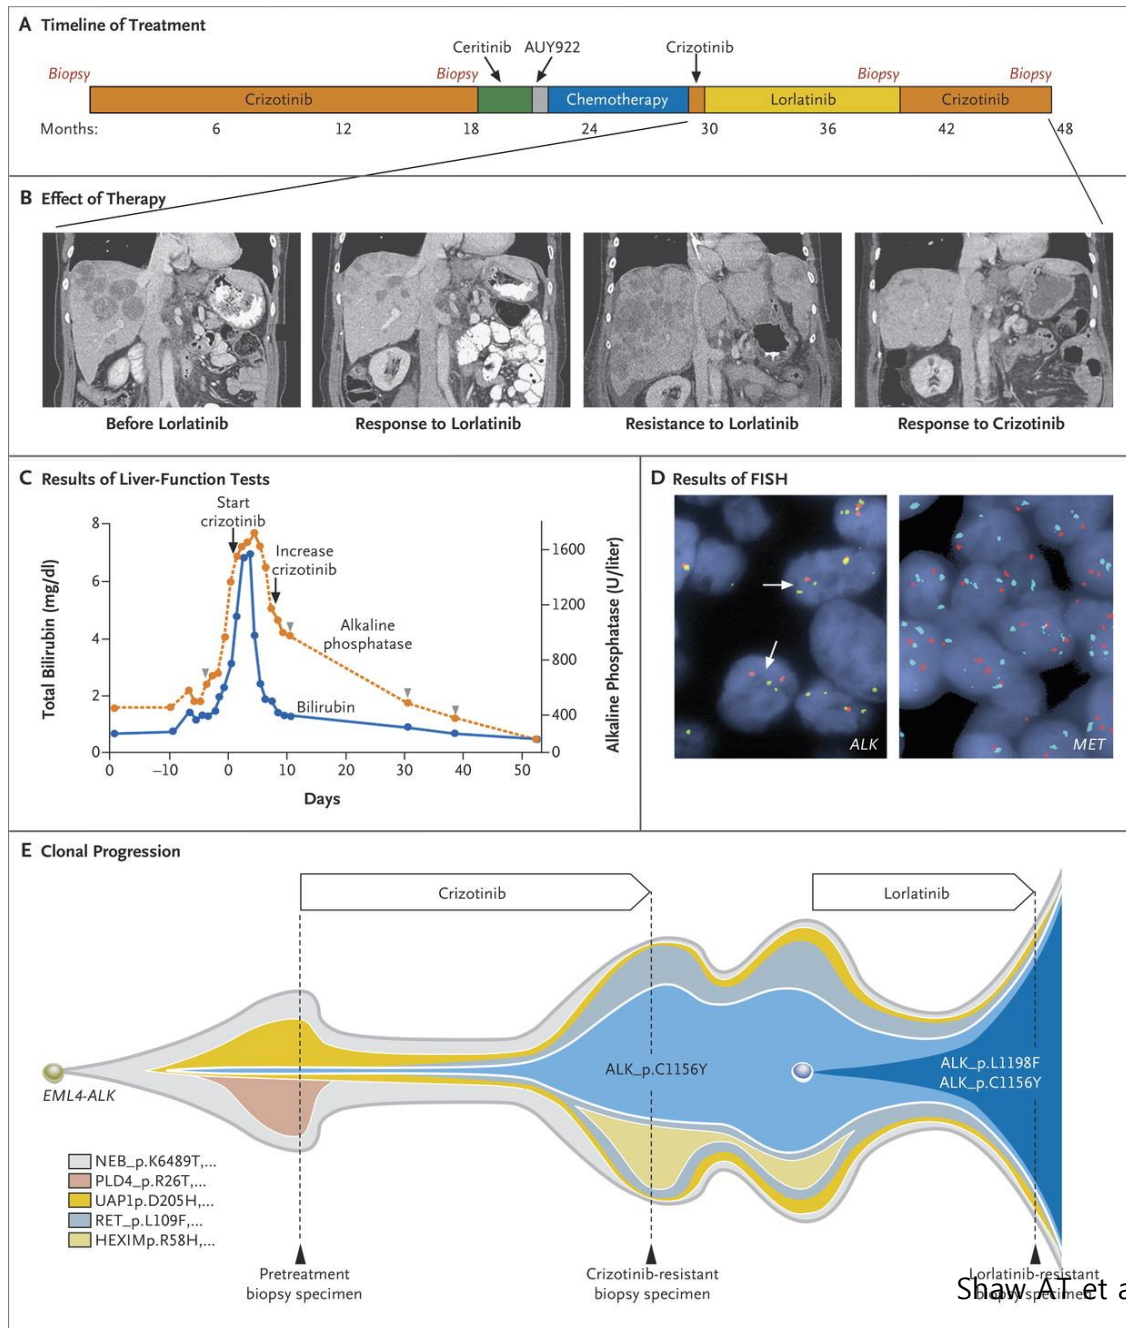 A Timeline of Treatment
Ceritinib AUY922 Crizotinib
Biopsy Biopsy Biopsy Biopsy
Crizotinib Chemotherapy Lorlatinib Crizotinib
Months: 6 12 18 24 30 36 42 48
B Effect of Therapy
Before Lorlatinib Response to Lorlatinib Resistance to Lorlatinib Response to Crizotinib
C Results of Liver-Function Tests
Start
crizotinib
Increase
crizotinib
Alkaline
phosphatase
Bilirubin
Total Bilirubin (mg/dl)
8
6
4
2
0
Alkaline Phosphatase (U/liter)
1600
1200
800
400
0
0 −10 0 10 20 30 40 50
Days
D Results of FISH
ALK MET
E Clonal Progression
Crizotinib Lorlatinib
EML4-ALK
ALK_p.C1156Y
ALK_p.L1198F
ALK_p.C1156Y
NEB_p.K6489T,...
PLD4_p.R26T,...
UAP1p.D205H,...
RET_p.L109F,...
HEXIMp.R58H,...
Pretreatment
biopsy specimen
Crizotinib-resistant
biopsy specimen
Lorlatinib-resistant
biopsy specimen
Shaw AT et a